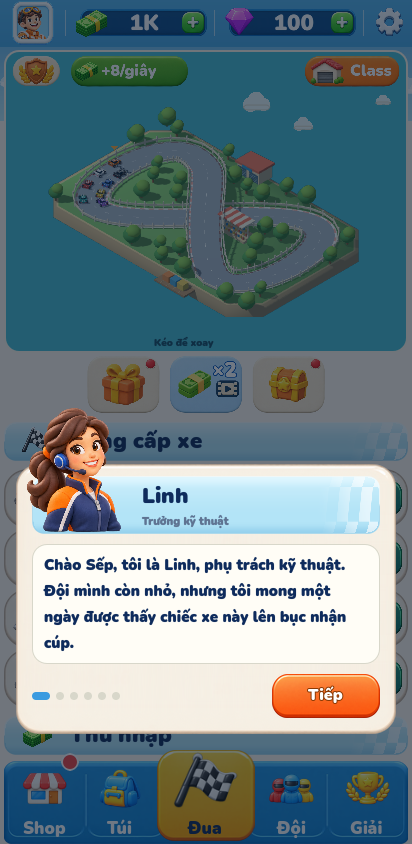 1K
100
+8/giây
Class
Kéo để xoay
x2
g cấp xe
Linh
Trưởng kỹ thuật
Chào Sếp, tôi là Linh, phụ trách kỹ thuật.
Đội mình còn nhỏ, nhưng tôi mong một
ngày được thấy chiếc xe này lên bục nhận
cúp.
Tiếp
Thu nhập
Shop
Túi
Đua
Đội
Giải